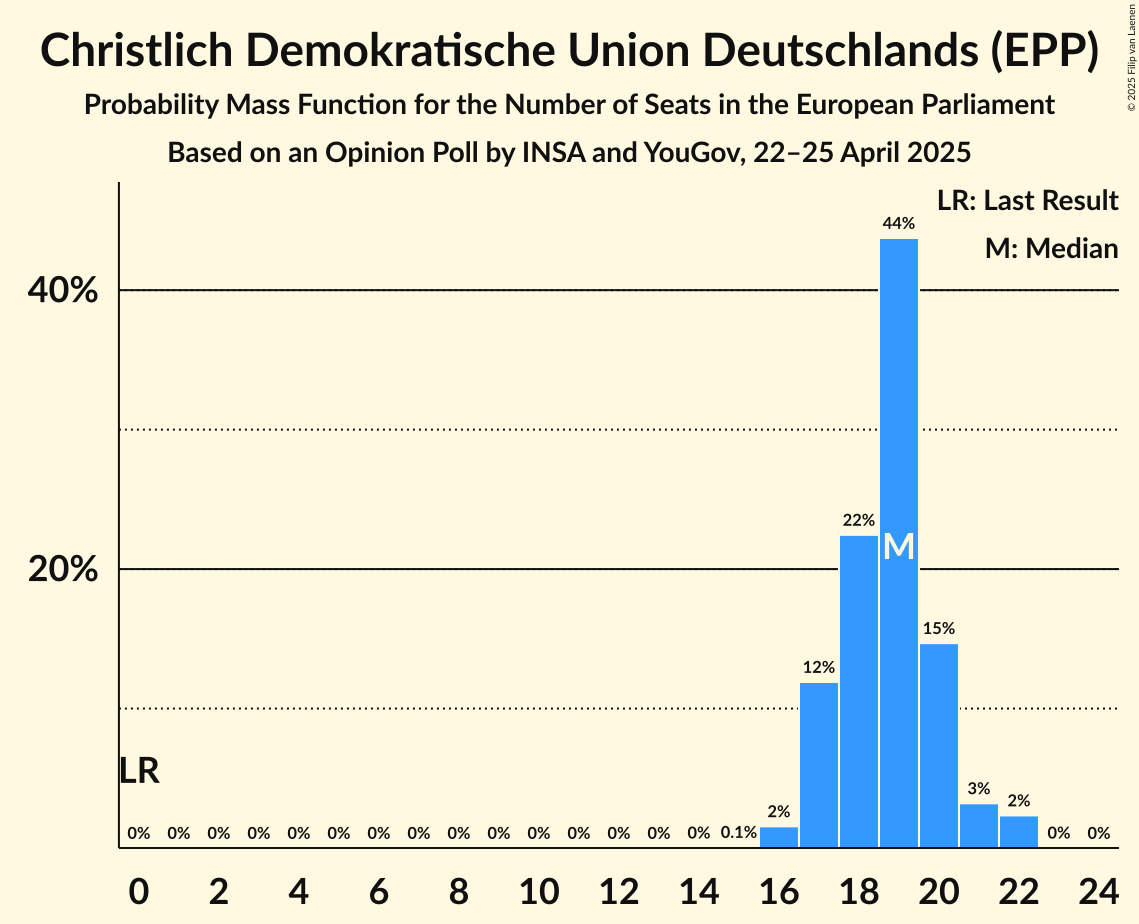 Christlich Demokratische Union Deutschlands (EPP)
Probability Mass Function for the Number of Seats in the European Parliament
Based on an Opinion Poll by INSA and YouGov, 22–25 April 2025
© 2025 Filip van Laenen
LR: Last Result
M: Median
44%
40%
22%
M
20%
15%
12%
LR
3%
2%
2%
0% 0% 0% 0% 0% 0% 0% 0% 0% 0% 0% 0% 0% 0% 0% 0.1% 0% 0%
0 2 4 6 8 10 12 14 16 18 20 22 24